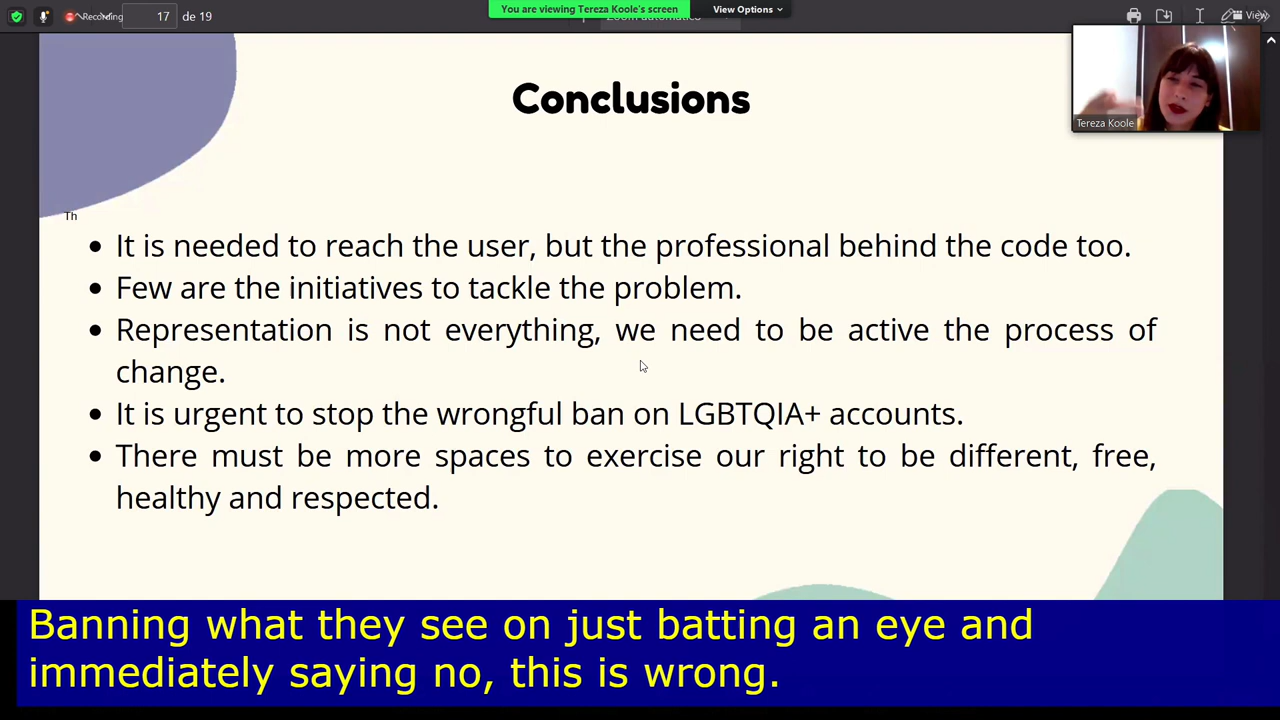 Recording
17 de 19
You are viewing Tereza Koole's screen
View Options
Zoom automático
View
Tereza Koole
Conclusions
Th
• It is needed to reach the user, but the professional behind the code too.
• Few are the initiatives to tackle the problem.
• Representation is not everything, we need to be active the process of
change.
• It is urgent to stop the wrongful ban on LGBTQIA+ accounts.
• There must be more spaces to exercise our right to be different, free,
healthy and respected.
Banning what they see on just batting an eye and
immediately saying no, this is wrong.